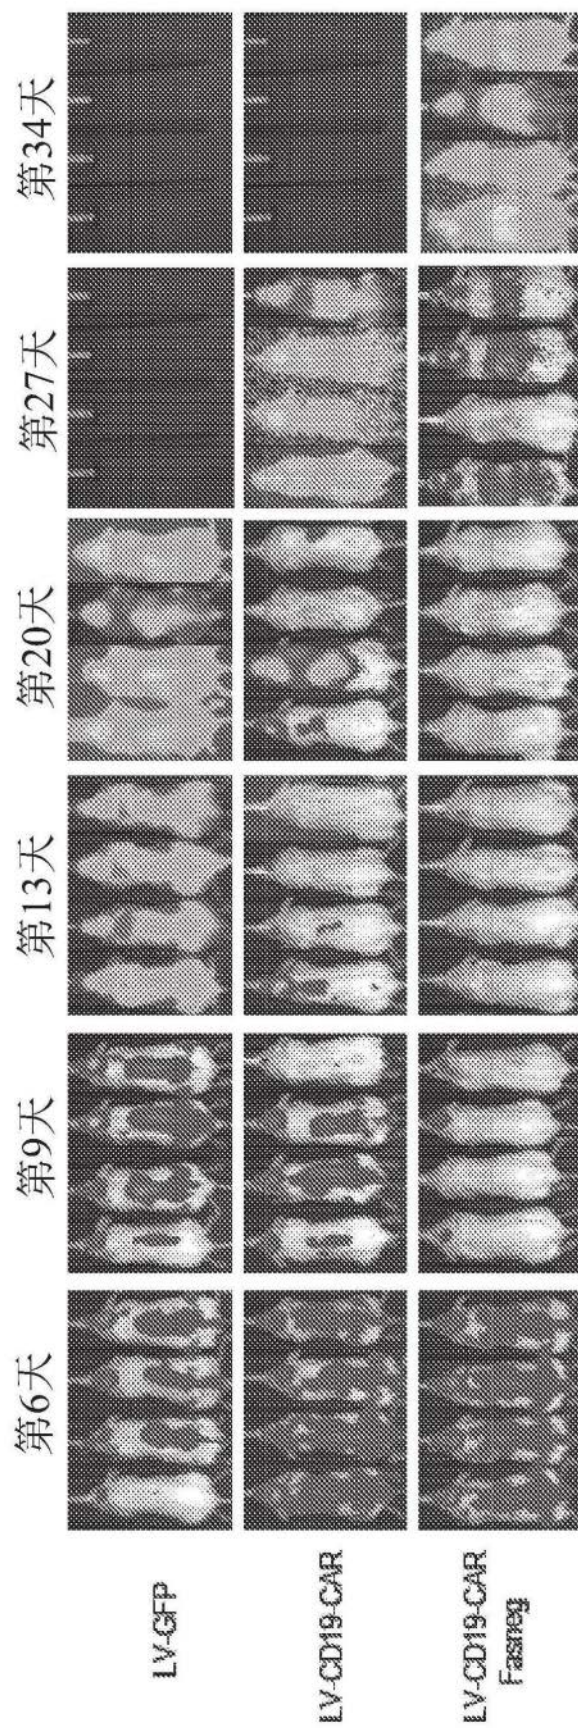 第6天
第9天
第13天
第20天
第27天
第34天
LV-GFP
LV-CD19-CAR
LV-CD19-CAR
Fasneg